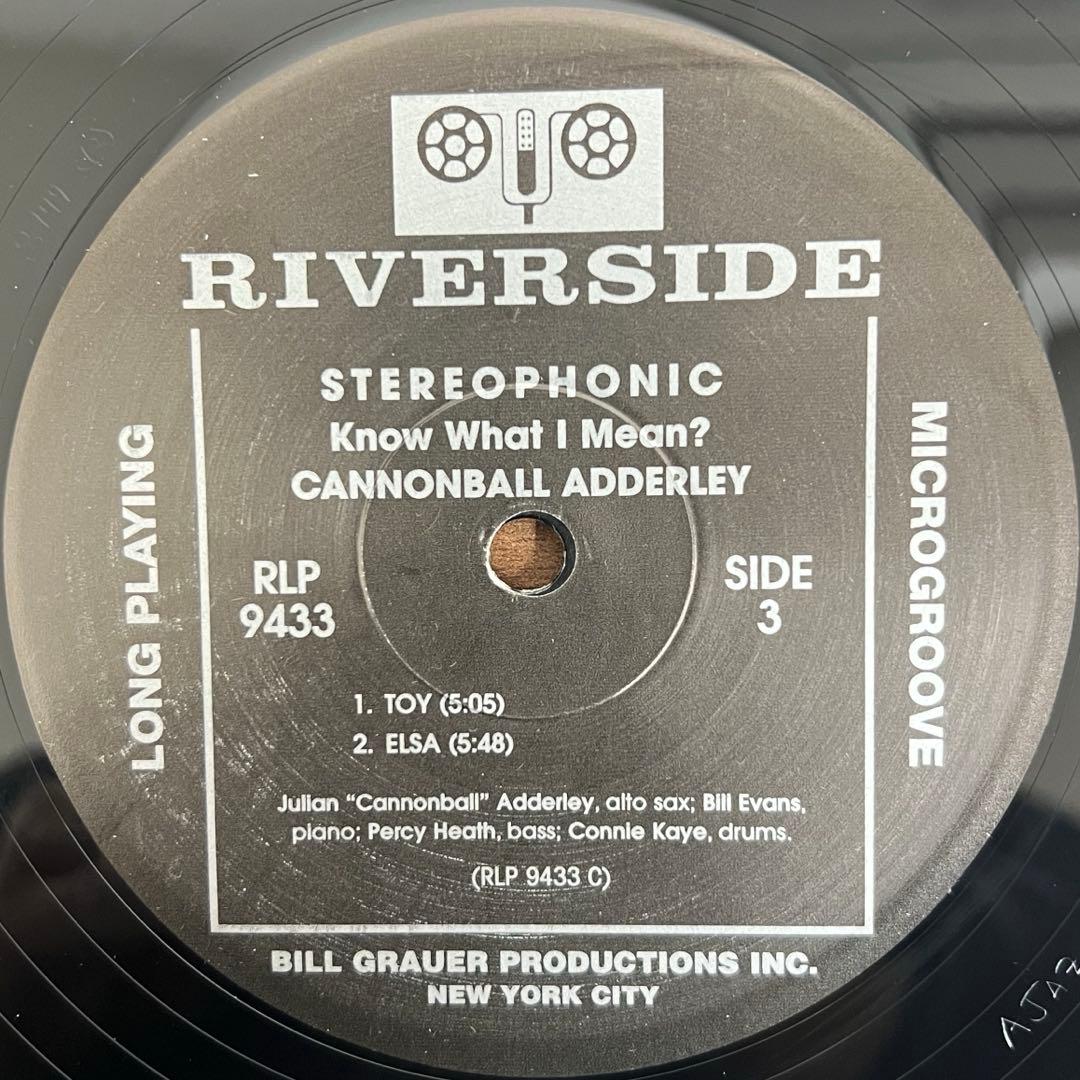 RIVERSIDE
STEREOPHONIC
Know What I Mean?
CANNONBALL ADDERLEY
LONG PLAYING
MICROGROOVE
RLP
9433
SIDE
3
1. TOY (5:05)
2. ELSA (5:48)
Julian "Cannonball" Adderley, alto sax; Bill Evans,
piano; Percy Heath, bass; Connie Kaye, drums.
(RLP 9433 C)
BILL GRAUER PRODUCTIONS INC.
NEW YORK CITY